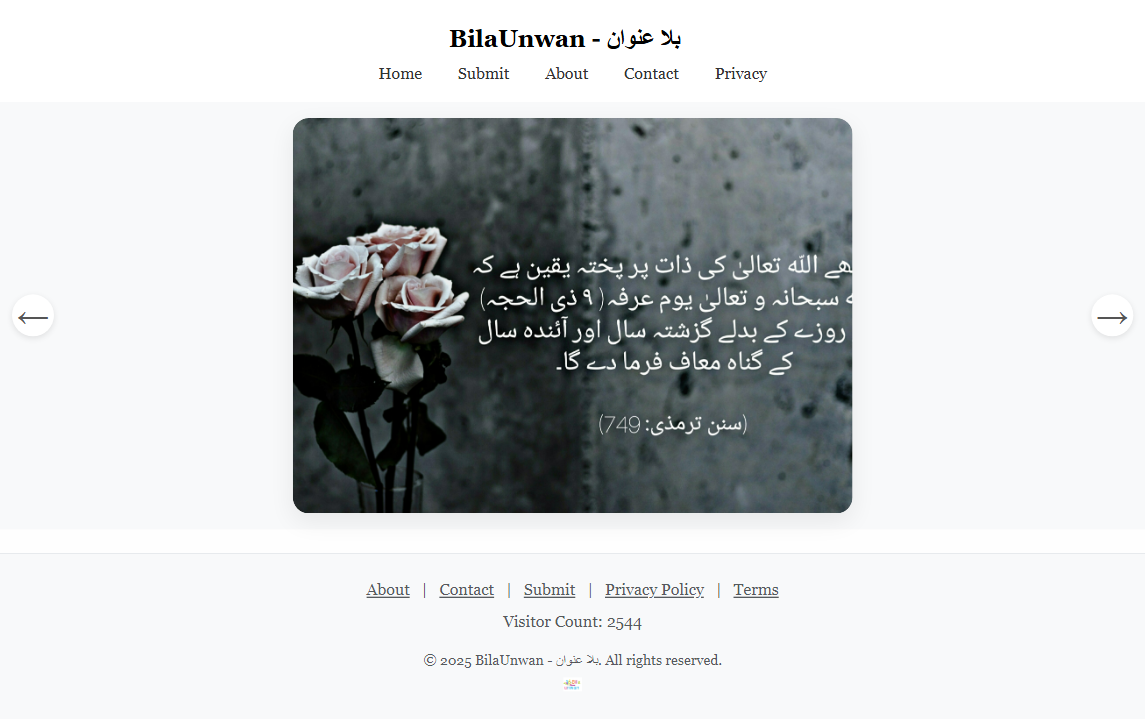 BilaUnwan - بلا عنوان
Home Submit About Contact Privacy
ھے اللّٰہ تعالیٰ کی ذات پر پختہ یقین ہے کہ
سبحانہ و تعالیٰ یوم عرفہ( ۹ ذی الحجہ)
روزے کے بدلے گزشتہ سال اور آئندہ سال
کے گناہ معاف فرما دے گا۔
(سنن ترمذی: 749)
←
→
About | Contact | Submit | Privacy Policy | Terms
Visitor Count: 2544
© 2025 BilaUnwan - بلا عنوان. All rights reserved.